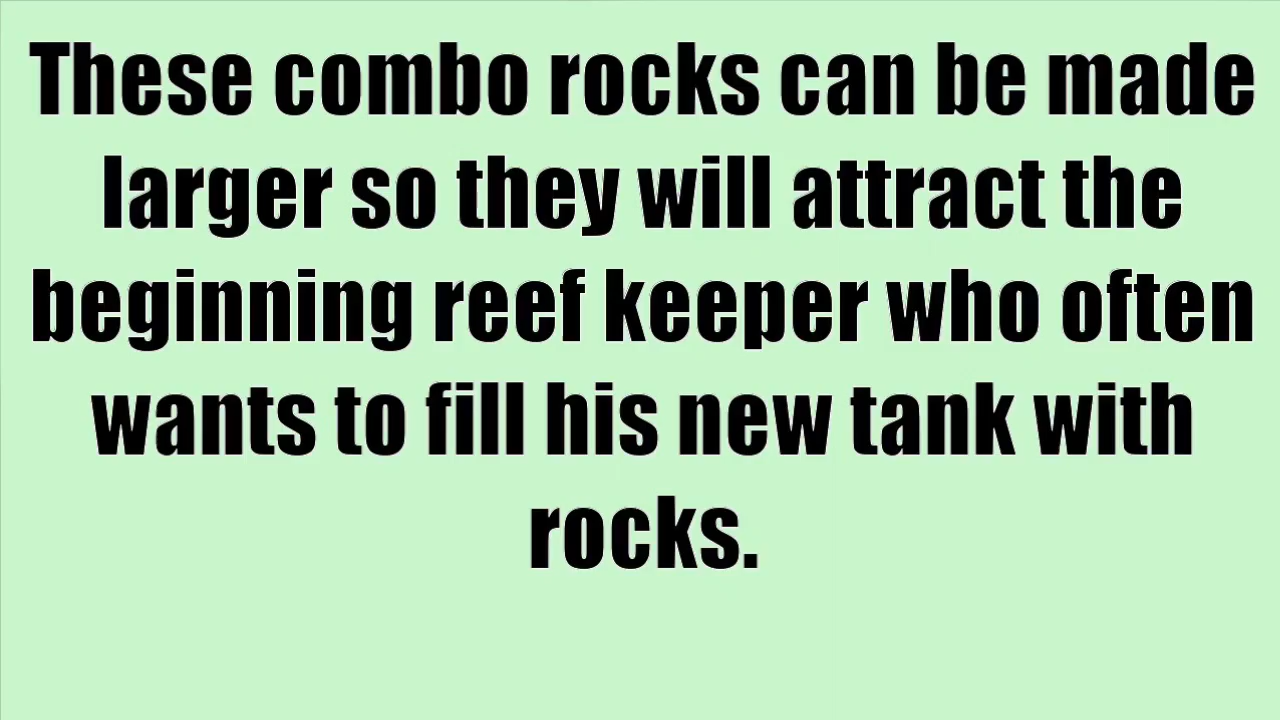 These combo rocks can be made
larger so they will attract the
beginning reef keeper who often
wants to fill his new tank with
rocks.